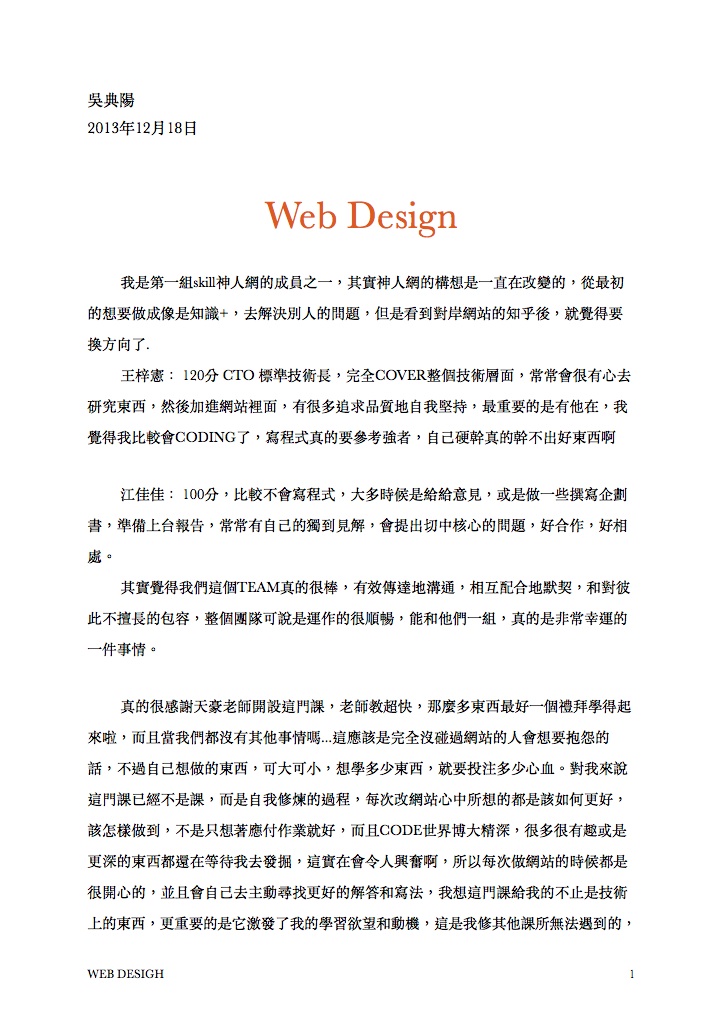 吳典陽
2013年12月18日
Web Design
我是第一組skill神人網的成員之一，其實神人網的構想是一直在改變的，從最初
的想要做成像是知識+，去解決別人的問題，但是看到對岸網站的知乎後，就覺得要
換方向了.
王梓憲： 120分 CTO 標準技術長，完全COVER整個技術層面，常常會很有心去
研究東西，然後加進網站裡面，有很多追求品質地自我堅持，最重要的是有他在，我
覺得我比較會CODING了，寫程式真的要參考強者，自己硬幹真的幹不出好東西啊
江佳佳： 100分，比較不會寫程式，大多時候是給給意見，或是做一些撰寫企劃
書，準備上台報告，常常有自己的獨到見解，會提出切中核心的問題，好合作，好相
處。
其實覺得我們這個TEAM真的很棒，有效傳達地溝通，相互配合地默契，和對彼
此不擅長的包容，整個團隊可說是運作的很順暢，能和他們一組，真的是非常幸運的
一件事情。
真的很感謝天豪老師開設這門課，老師教超快，那麼多東西最好一個禮拜學得起
來啦，而且當我們都沒有其他事情嗎...這應該是完全沒碰過網站的人會想要抱怨的
話，不過自己想做的東西，可大可小，想學多少東西，就要投注多少心血。對我來說
這門課已經不是課，而是自我修煉的過程，每次改網站心中所想的都是該如何更好，
該怎樣做到，不是只想著應付作業就好，而且CODE世界博大精深，很多很有趣或是
更深的東西都還在等待我去發掘，這實在會令人興奮啊，所以每次做網站的時候都是
很開心的，並且會自己去主動尋找更好的解答和寫法，我想這門課給我的不止是技術
上的東西，更重要的是它激發了我的學習欲望和動機，這是我修其他課所無法遇到的，
WEB DESIGH 1